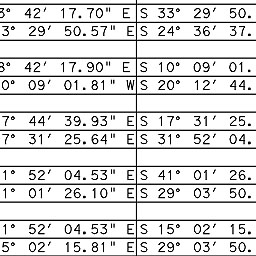 3° 42′ 17.70" E S 33° 29′ 50.
3° 29′ 50.57" E S 24° 36′ 37.
8° 42′ 17.90" E S 10° 09′ 01.
0° 09′ 01.81" W S 20° 12′ 44.
7° 44′ 39.93" E S 17° 31′ 25.
7° 31′ 25.64" E S 31° 52′ 04.
1° 52′ 04.53" E S 41° 01′ 26.
1° 01′ 26.10" E S 29° 03′ 50.
1° 52′ 04.53" E S 15° 02′ 15.
5° 02′ 15.81" E S 29° 03′ 50.